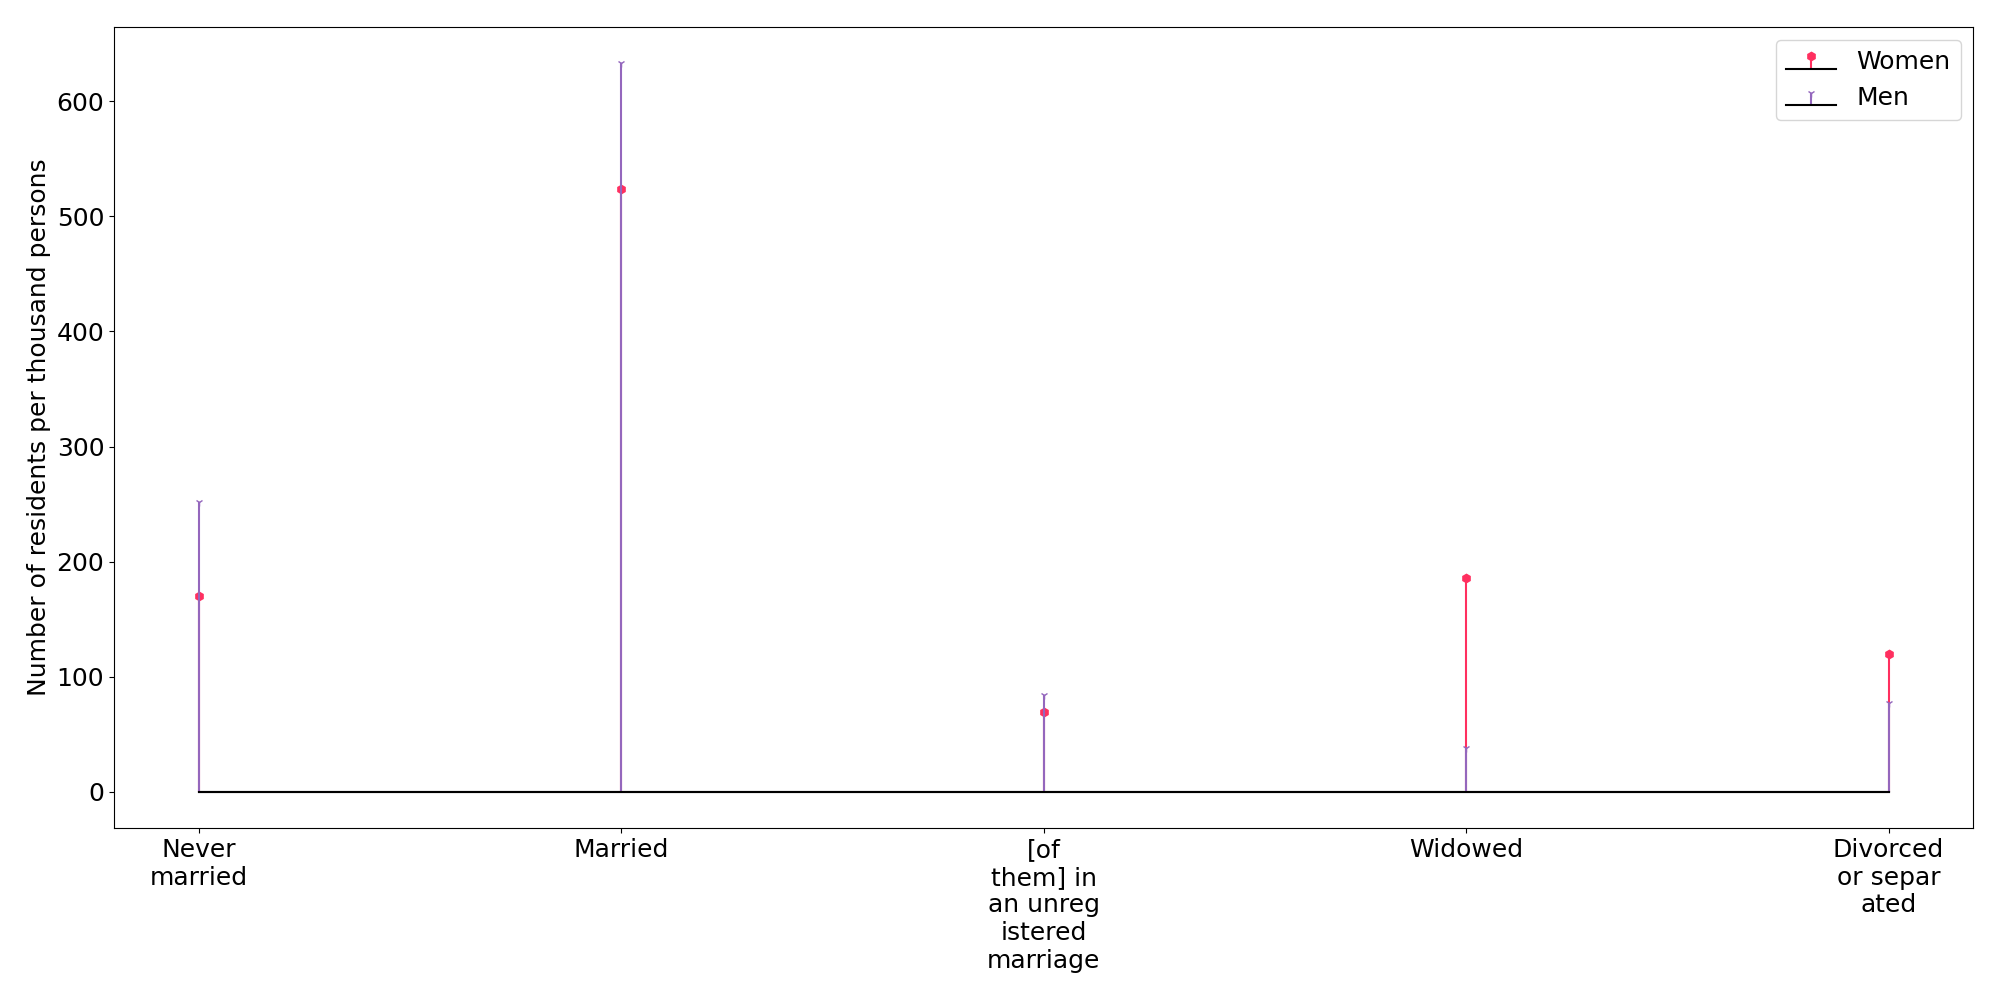 Women
Men
Number of residents per thousand persons
600
500
400
300
200
100
0
Never
married
Married
[of
them] in
an unreg
istered
marriage
Widowed
Divorced
or separ
ated